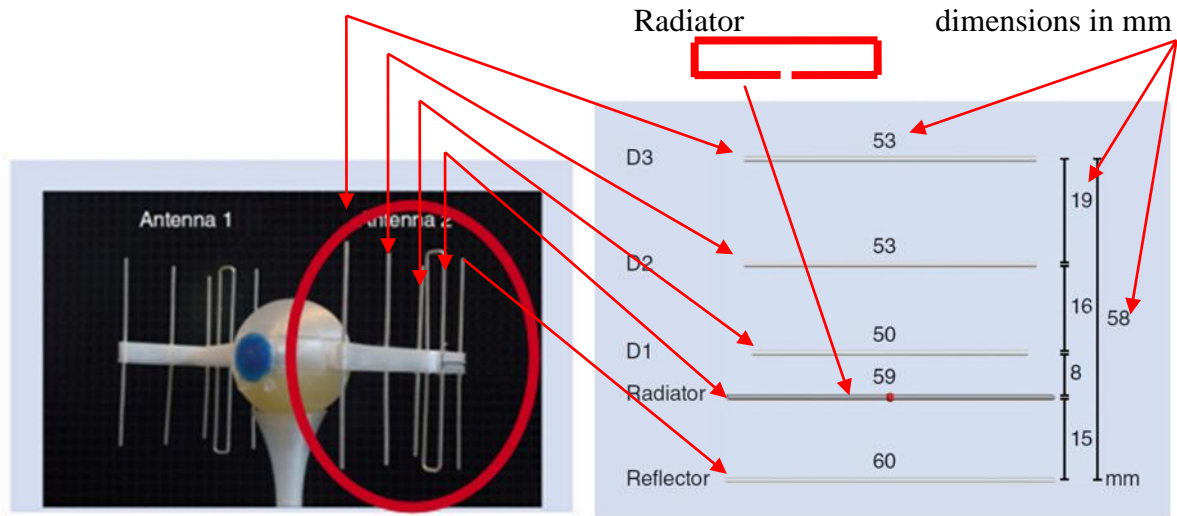 Radiator
dimensions in mm
Antenna 1
Antenna 2
53
D3
19
53
D2
16
58
50
D1
8
59
Radiator
15
60
Reflector
mm